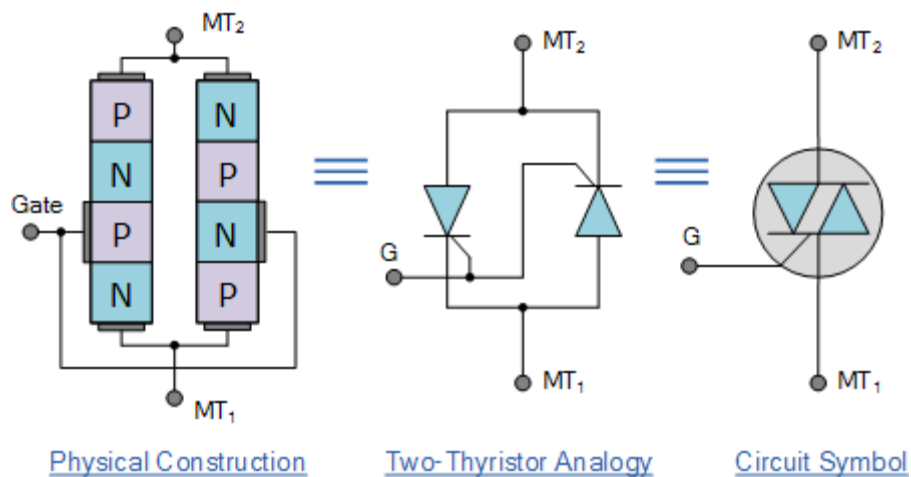 MT₂
P
N
P
N
N
P
N
P
Gate
MT₁
Physical Construction
MT₂
G
MT₁
Two-Thyristor Analogy
MT₂
G
MT₁
Circuit Symbol